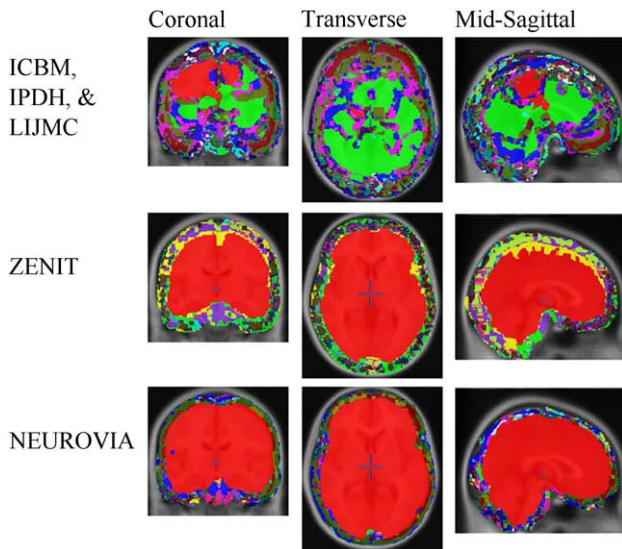 Coronal Transverse Mid-Sagittal
ICBM,
IPDH, &
LIJMC
ZENIT
NEUROVIA